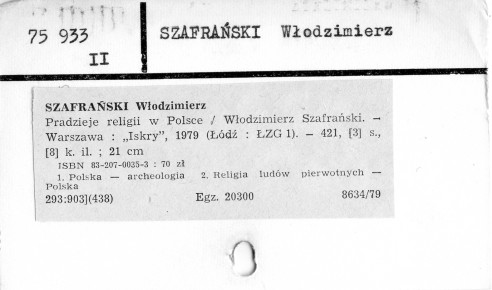 75 933
II
SZAFRAŃSKI Włodzimierz
SZAFRAŃSKI Włodzimierz
Pradzieje religii w Polsce / Włodzimierz Szafrański. —
Warszawa : „Iskry”, 1979 (Łódź : ŁZG 1). — 421, [3] s.,
[8] k. il. ; 21 cm
ISBN 83-207-0035-3 : 70 zł
1. Polska — archeologia 2. Religia ludów pierwotnych —
Polska
293:903](438) Egz. 20300 8634/79